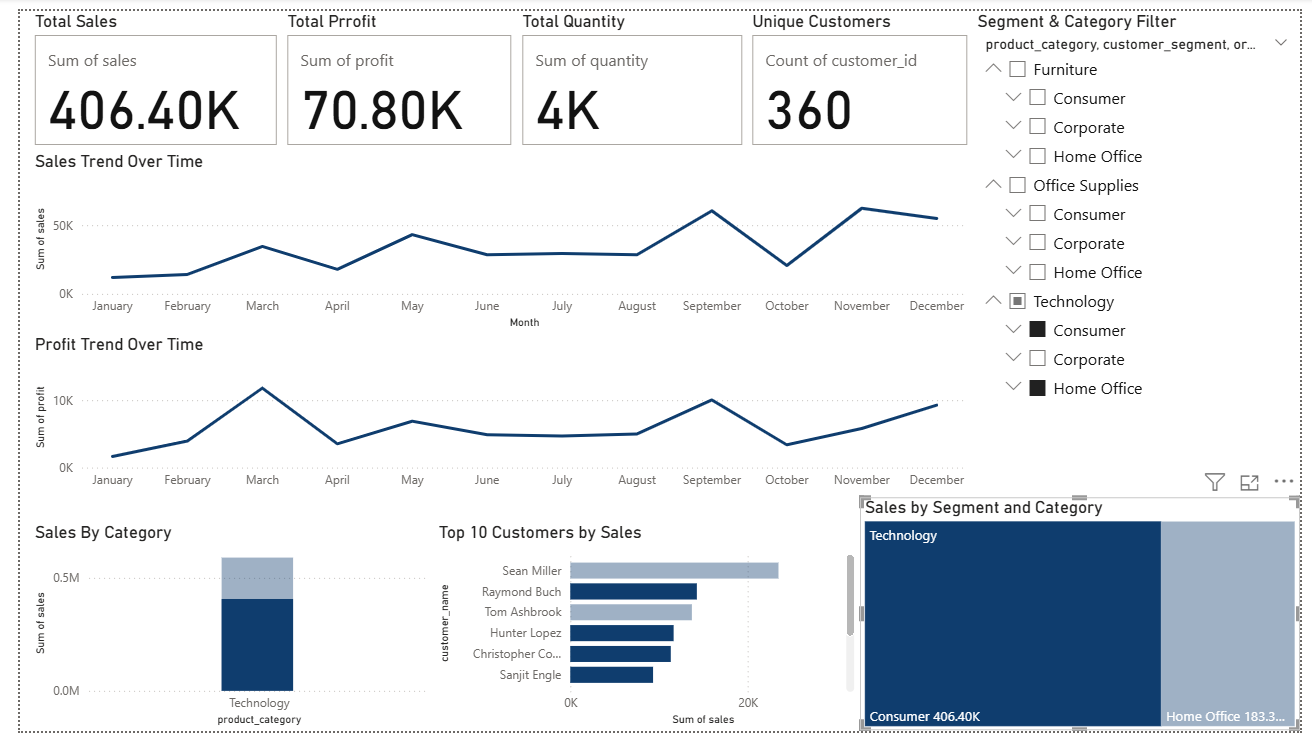 Total Sales
Sum of sales
406.40K
Total Profit
Sum of profit
70.80K
Total Quantity
Sum of quantity
4K
Unique Customers
Count of customer_id
360
Segment & Category Filter
product_category, customer_segment, or...
Furniture
Consumer
Corporate
Home Office
Office Supplies
Consumer
Corporate
Home Office
Technology
Consumer
Corporate
Home Office
Sales Trend Over Time
Sum of sales
50K
0K
January February March April May June July August September October November December
Month
Profit Trend Over Time
Sum of profit
10K
0K
January February March April May June July August September October November December
Sales By Category
Sum of sales
0.5M
0.0M
Technology
product_category
Top 10 Customers by Sales
customer_name
Sean Miller
Raymond Buch
Tom Ashbrook
Hunter Lopez
Christopher Co...
Sanjit Engle
0K 20K
Sum of sales
Sales by Segment and Category
Technology
Consumer 406.40K
Home Office 183.3...